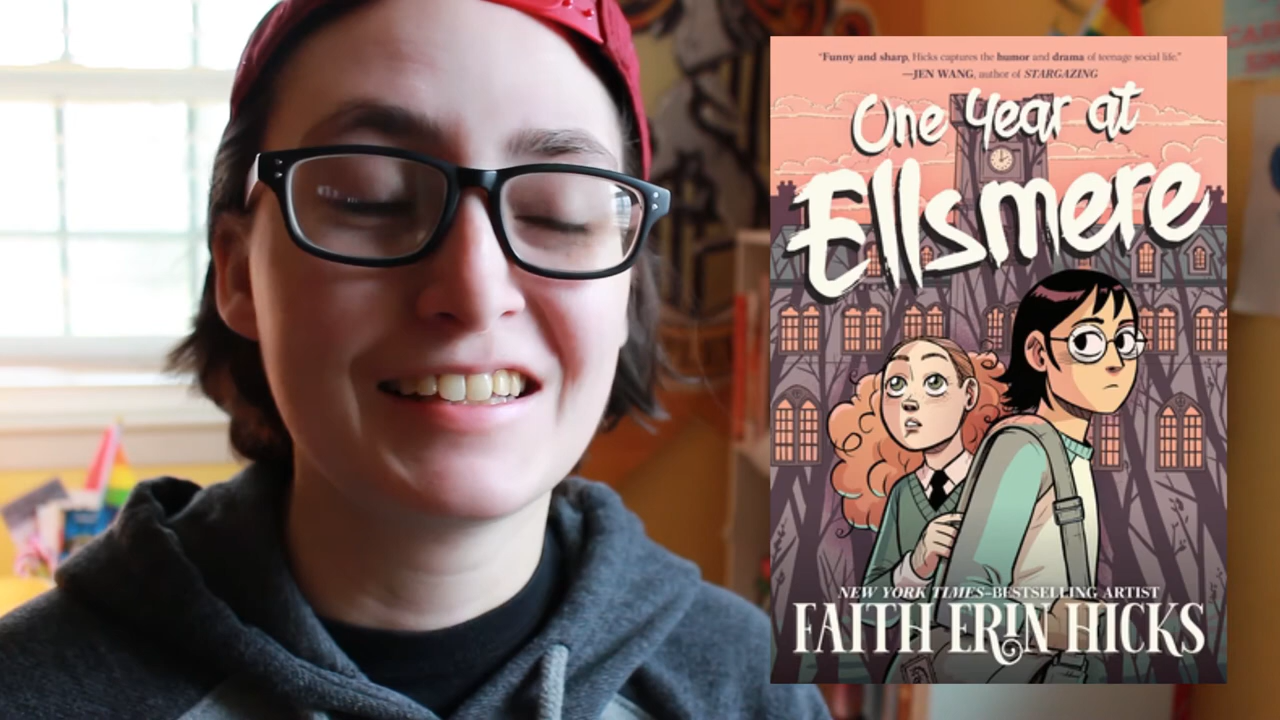 "Funny and sharp, Hicks captures the humor and drama of teenage social life."
—JEN WANG, author of STARGAZING
One Year at
Ellsmere
NEW YORK TIMES–BESTSELLING ARTIST
FAITH ERIN HICKS